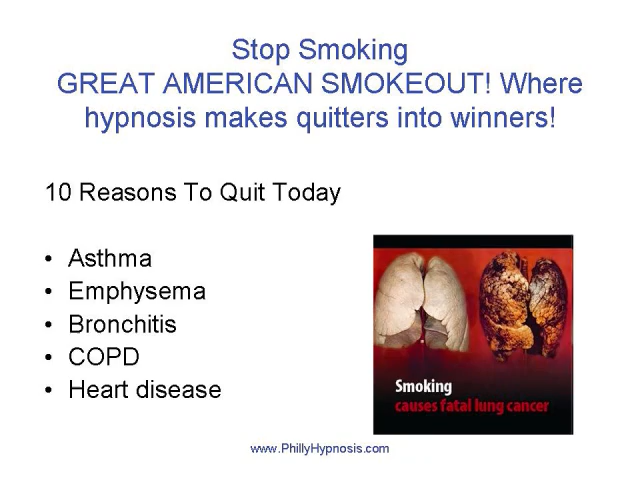 Stop Smoking
GREAT AMERICAN SMOKEOUT! Where
hypnosis makes quitters into winners!
10 Reasons To Quit Today
• Asthma
• Emphysema
• Bronchitis
• COPD
• Heart disease
Smoking
causes fatal lung cancer
www.PhillyHypnosis.com